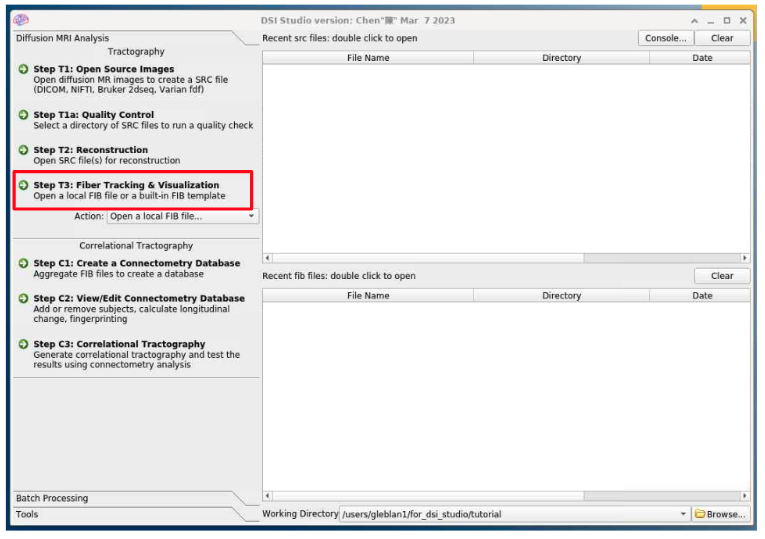 DSI Studio version: Chen"陳" Mar 7 2023
Diffusion MRI Analysis
Tractography
Step T1: Open Source Images
Open diffusion MR images to create a SRC file
(DICOM, NIFTI, Bruker 2dseq, Varian fdf)
Step T1a: Quality Control
Select a directory of SRC files to run a quality check
Step T2: Reconstruction
Open SRC file(s) for reconstruction
Step T3: Fiber Tracking & Visualization
Open a local FIB file or a built-in FIB template
Action: Open a local FIB file...
Correlational Tractography
Step C1: Create a Connectometry Database
Aggregate FIB files to create a database
Step C2: View/Edit Connectometry Database
Add or remove subjects, calculate longitudinal
change, fingerprinting
Step C3: Correlational Tractography
Generate correlational tractography and test the
results using connectometry analysis
Batch Processing
Tools
Recent src files: double click to open
Console... Clear
File Name Directory Date
Recent fib files: double click to open
Clear
File Name Directory Date
Working Directory /users/gleblan1/for_dsi_studio/tutorial Browse...